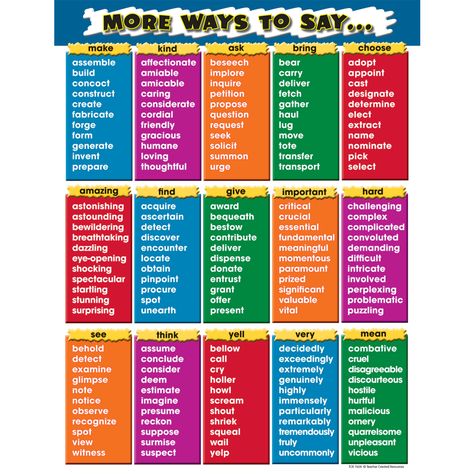 MORE WAYS TO SAY...
make
assemble
build
concoct
construct
create
fabricate
forge
form
generate
invent
prepare
kind
affectionate
amiable
amicable
caring
considerate
cordial
friendly
gracious
humane
loving
thoughtful
ask
beseech
implore
inquire
petition
propose
question
request
seek
solicit
summon
urge
bring
bear
carry
deliver
fetch
gather
haul
lug
move
tote
transfer
transport
choose
adopt
appoint
cast
designate
determine
elect
extract
name
nominate
pick
select
amazing
astonishing
astounding
bewildering
breathtaking
dazzling
eye-opening
shocking
spectacular
startling
stunning
surprising
find
acquire
ascertain
detect
discover
encounter
locate
obtain
pinpoint
procure
spot
unearth
give
award
bequeath
bestow
contribute
deliver
dispense
donate
entrust
grant
offer
present
important
critical
crucial
essential
fundamental
meaningful
momentous
paramount
prized
significant
valuable
vital
hard
challenging
complex
complicated
convoluted
demanding
difficult
intricate
involved
perplexing
problematic
puzzling
see
behold
detect
examine
glimpse
note
notice
observe
recognize
spot
view
witness
think
assume
conclude
consider
deem
estimate
imagine
presume
reckon
suppose
surmise
suspect
yell
bellow
call
cry
holler
howl
scream
shout
shriek
squeal
wail
yelp
very
decidedly
exceedingly
extremely
genuinely
highly
immensely
particularly
remarkably
tremendously
truly
uncommonly
mean
combative
cruel
disagreeable
discourteous
hostile
hurtful
malicious
ornery
quarrelsome
unpleasant
vicious
© Teacher Created Resources